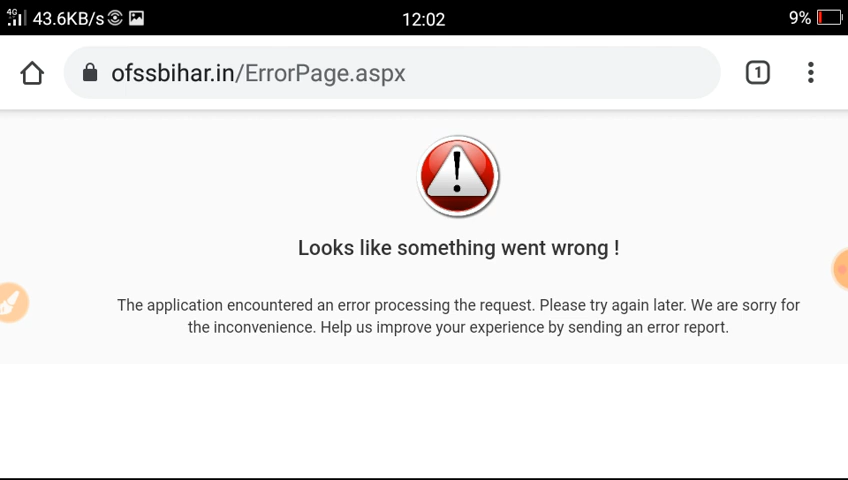 4G 43.6KB/s 12:02 9%
ofssbihar.in/ErrorPage.aspx 1
Looks like something went wrong !
The application encountered an error processing the request. Please try again later. We are sorry for
the inconvenience. Help us improve your experience by sending an error report.